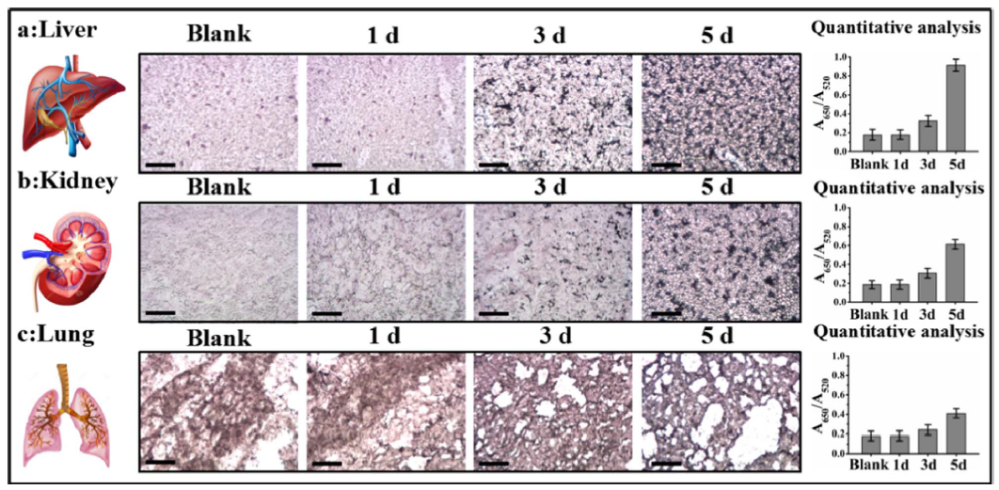 a:Liver
Blank 1 d 3 d 5 d
Quantitative analysis
A650/A520
1.0
0.8
0.6
0.4
0.2
0.0
Blank 1d 3d 5d
b:Kidney
Blank 1 d 3 d 5 d
Quantitative analysis
A650/A520
1.0
0.8
0.6
0.4
0.2
0.0
Blank 1d 3d 5d
c:Lung
Blank 1 d 3 d 5 d
Quantitative analysis
A650/A520
1.0
0.8
0.6
0.4
0.2
0.0
Blank 1d 3d 5d